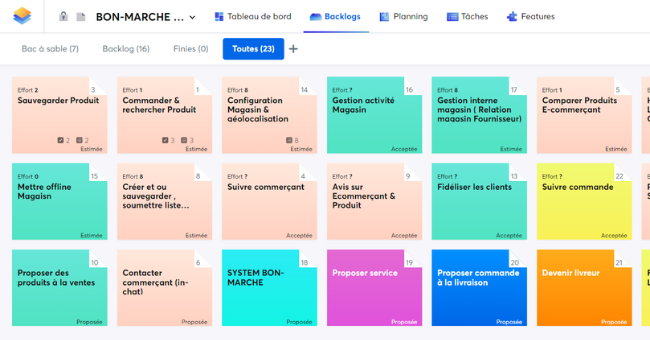 BON-MARCHE ...
Tableau de bord
Backlogs
Planning
Tâches
Features
Bac à sable (7)
Backlog (16)
Finies (0)
Toutes (23)
Effort 2
3
Sauvegarder Produit
2
2
Estimée
Effort 1
1
Commander &
rechercher Produit
3
3
Estimée
Effort 8
14
Configuration
Magasin &
géolocalisation
8
Estimée
Effort ?
16
Gestion activité
Magasin
Acceptée
Effort 8
17
Gestion interne
magasin ( Relation
magasin Fournisseur)
Estimée
Effort 1
5
Comparer Produits
E-commerçant
Estimée
Effort 0
15
Mettre offline
Magaisn
Estimée
Effort 8
8
Créer et ou
sauvegarder ,
soumettre liste...
Estimée
Effort ?
4
Suivre commerçant
Acceptée
Effort ?
9
Avis sur
Ecommerçant &
Produit
Acceptée
Effort ?
13
Fidéliser les clients
Acceptée
Effort ?
22
Suivre commande
Acceptée
10
Proposer des
produits à la ventes
Proposée
6
Contacter
commerçant (in-
chat)
Proposée
18
SYSTEM BON-
MARCHE
Proposée
19
Proposer service
Proposée
20
Proposer commande
à la livraison
Proposée
21
Devenir livreur
Proposée